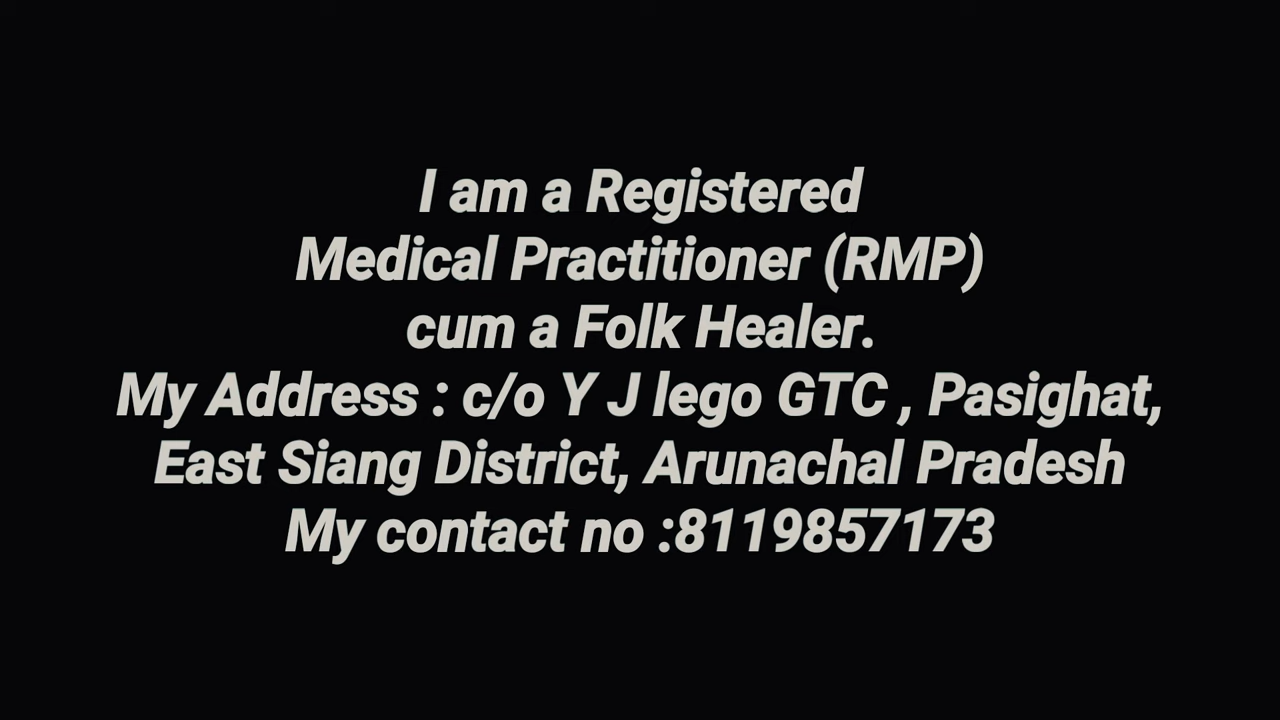 I am a Registered
Medical Practitioner (RMP)
cum a Folk Healer.
My Address : c/o Y J lego GTC , Pasighat,
East Siang District, Arunachal Pradesh
My contact no :8119857173